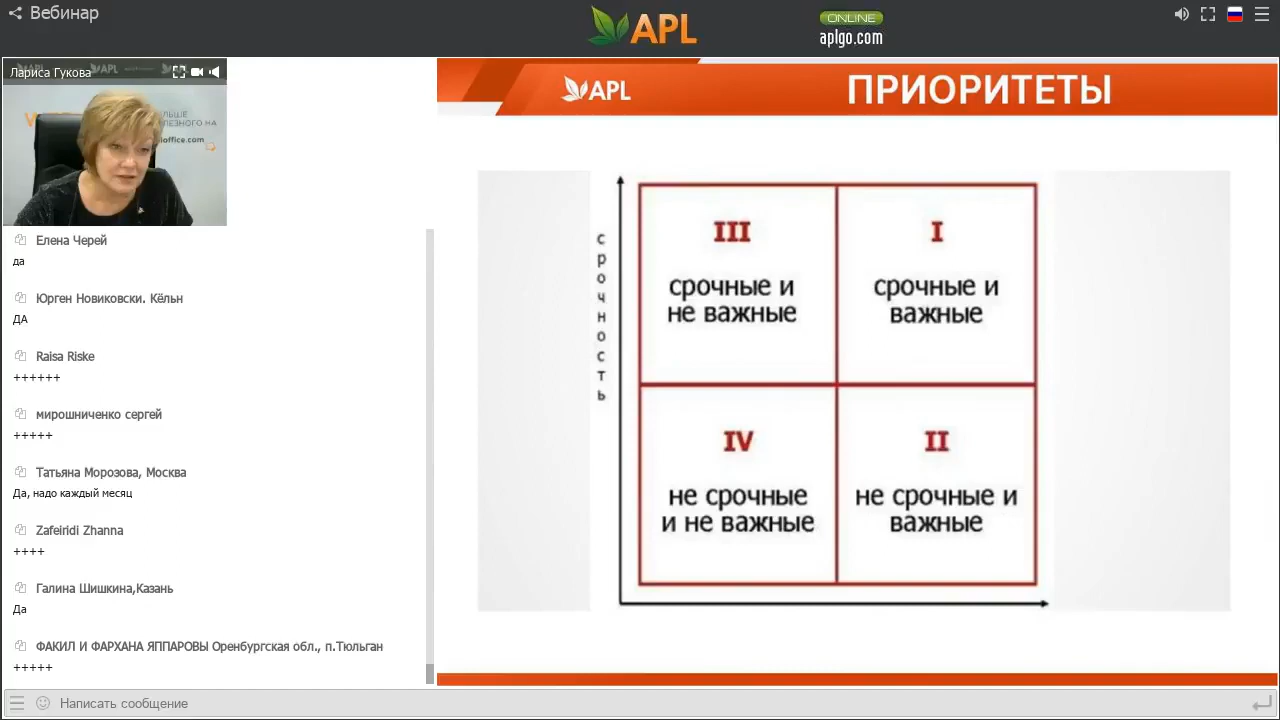 Вебинар
APL
ONLINE
aplgo.com
Лариса Гукова
ioffice.com
Елена Черей
да
Юрген Новиковски. Кёльн
ДА
Raisa Riske
++++++
мирошниченко сергей
+++++
Татьяна Морозова, Москва
Да, надо каждый месяц
Zafeiridi Zhanna
++++
Галина Шишкина,Казань
Да
ФАКИЛ И ФАРХАНА ЯППАРОВЫ Оренбургская обл., п.Тюльган
+++++
Написать сообщение
APL
ПРИОРИТЕТЫ
срочность
III
срочные и
не важные
I
срочные и
важные
IV
не срочные
и не важные
II
не срочные и
важные